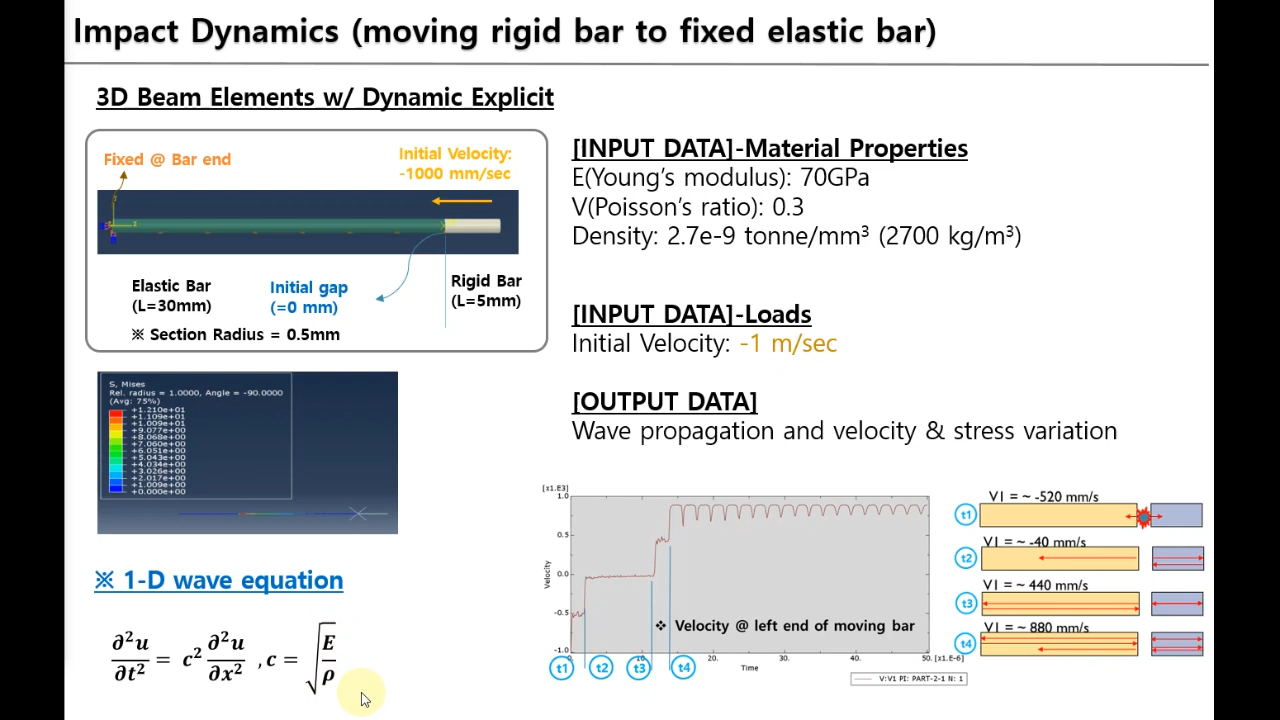 Impact Dynamics (moving rigid bar to fixed elastic bar)
3D Beam Elements w/ Dynamic Explicit
Fixed @ Bar end
Initial Velocity:
-1000 mm/sec
Elastic Bar
(L=30mm)
Initial gap
(=0 mm)
Rigid Bar
(L=5mm)
※ Section Radius = 0.5mm
[INPUT DATA]-Material Properties
E(Young's modulus): 70GPa
V(Poisson's ratio): 0.3
Density: 2.7e-9 tonne/mm³ (2700 kg/m³)
[INPUT DATA]-Loads
Initial Velocity: -1 m/sec
[OUTPUT DATA]
Wave propagation and velocity & stress variation
S, Mises
Rel. radius = 1.0000, Angle = -90.0000
(Avg: 75%)
+1.210e+01
+1.109e+01
+1.009e+01
+9.077e+00
+8.068e+00
+7.060e+00
+6.051e+00
+5.043e+00
+4.034e+00
+3.026e+00
+2.017e+00
+1.009e+00
+0.000e+00
※ 1-D wave equation
∂²u/∂t² = c² ∂²u/∂x² , c = √(E/ρ)
[x1.E3]
1.0
0.5
0.0
-0.5
-1.0
Velocity
❖ Velocity @ left end of moving bar
20. 30. 40. 50. [x1.E-6]
Time
t1 t2 t3 t4
V:V1 PI: PART-2-1 N: 1
V1 = ~ -520 mm/s
t1
V1 = ~ -40 mm/s
t2
V1 = ~ 440 mm/s
t3
V1 = ~ 880 mm/s
t4